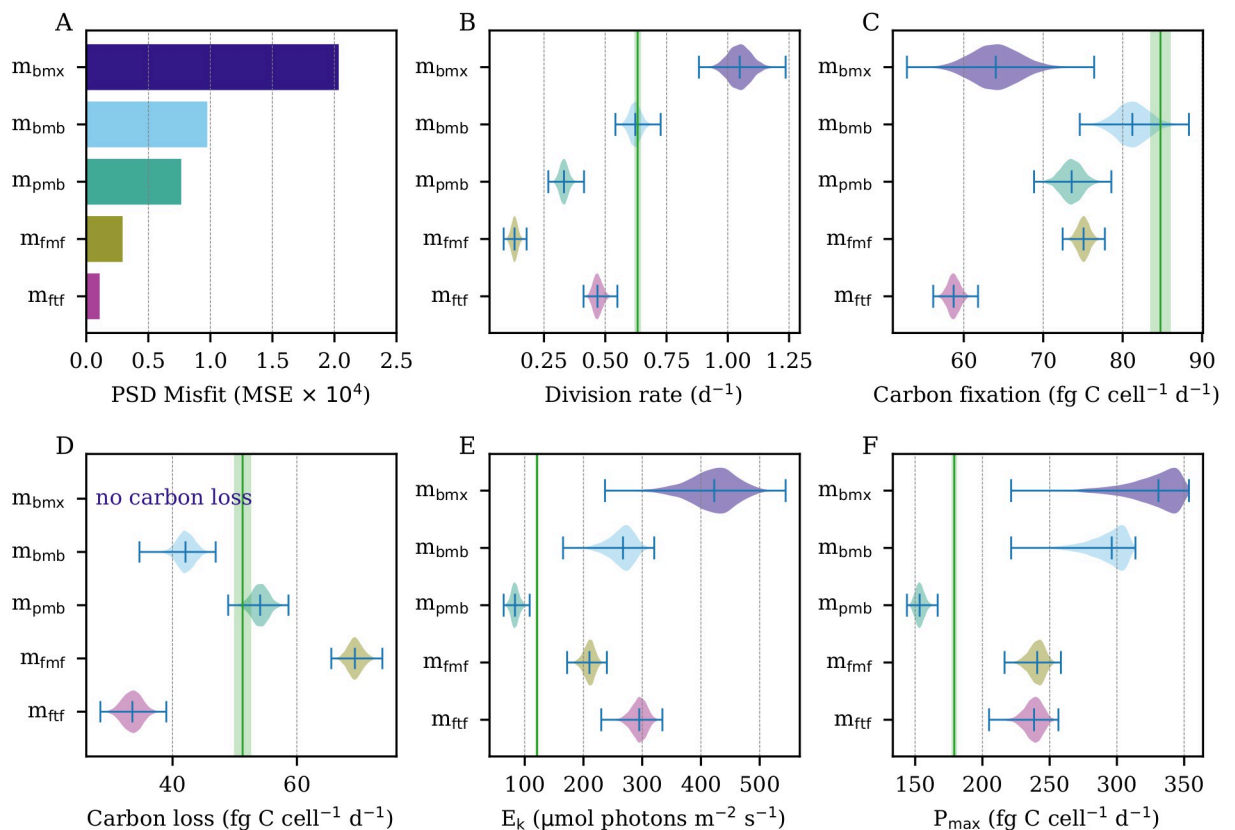 A
m_bmx
m_bmb
m_pmb
m_fmf
m_ftf
0.0 0.5 1.0 1.5 2.0 2.5
PSD Misfit (MSE × 10⁴)
B
m_bmx
m_bmb
m_pmb
m_fmf
m_ftf
0.25 0.50 0.75 1.00 1.25
Division rate (d⁻¹)
C
m_bmx
m_bmb
m_pmb
m_fmf
m_ftf
60 70 80 90
Carbon fixation (fg C cell⁻¹ d⁻¹)
D
m_bmx
no carbon loss
m_bmb
m_pmb
m_fmf
m_ftf
40 60
Carbon loss (fg C cell⁻¹ d⁻¹)
E
m_bmx
m_bmb
m_pmb
m_fmf
m_ftf
100 200 300 400 500
E_k (μmol photons m⁻² s⁻¹)
F
m_bmx
m_bmb
m_pmb
m_fmf
m_ftf
150 200 250 300 350
P_max (fg C cell⁻¹ d⁻¹)